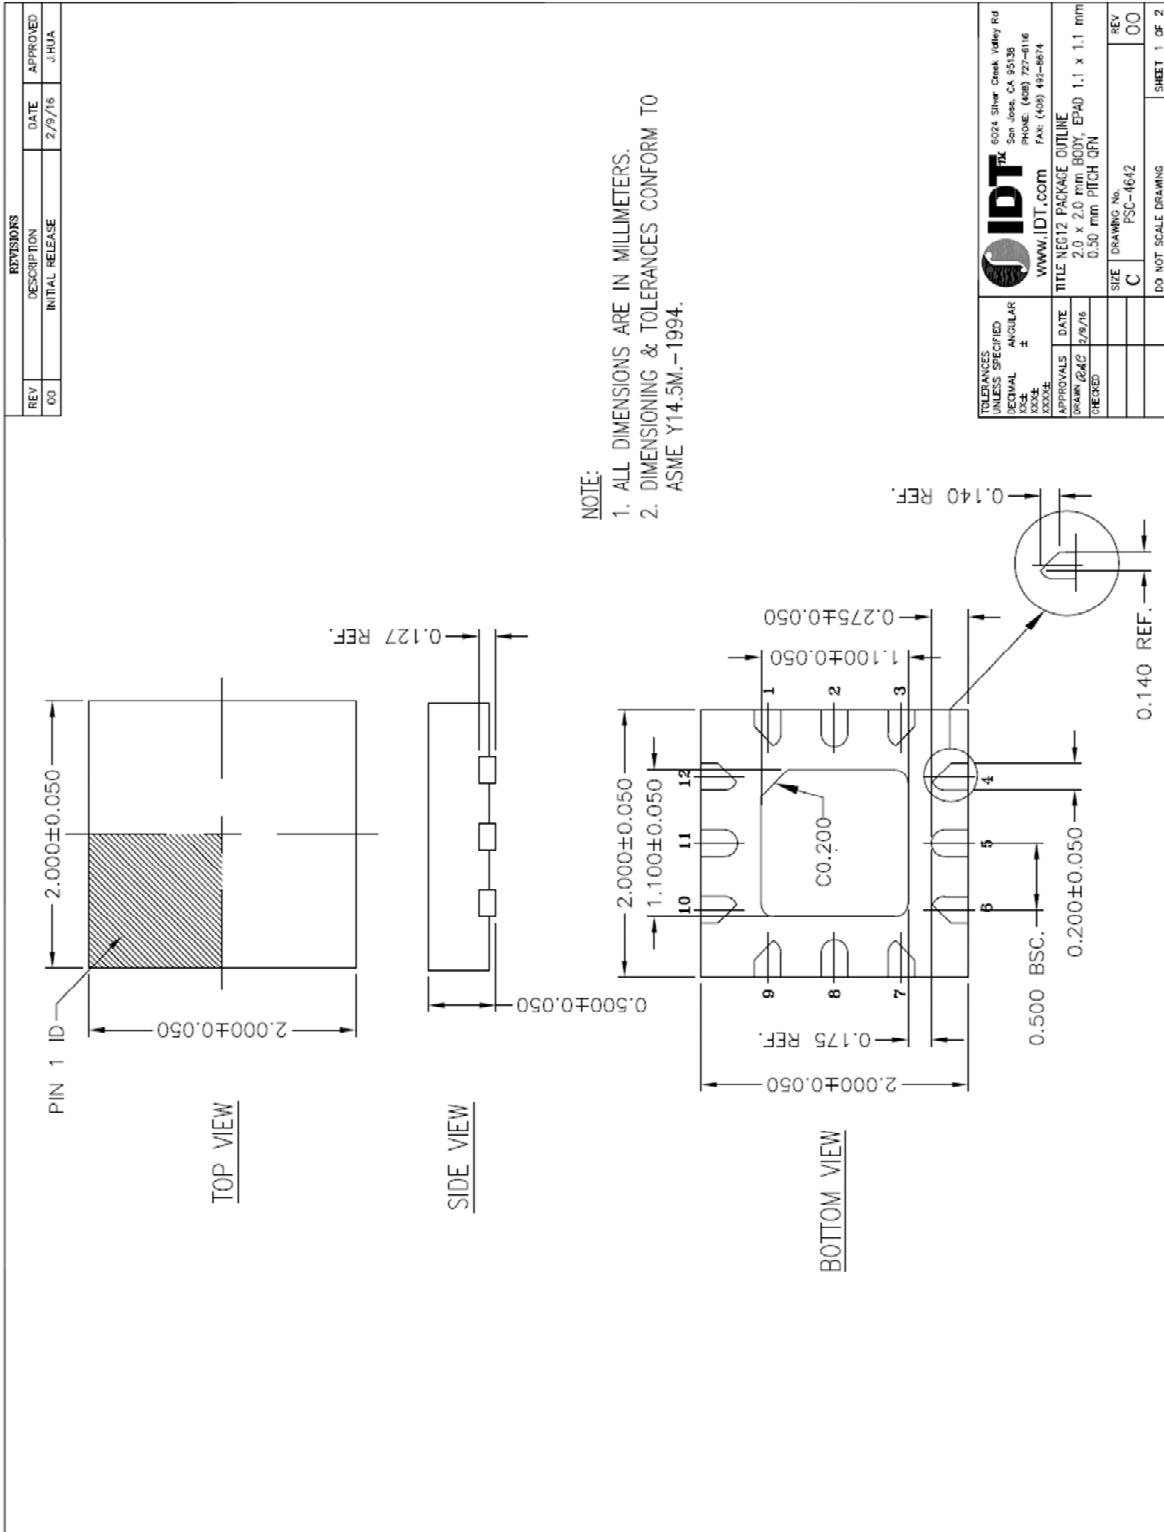 REVISIONS
REV DESCRIPTION DATE APPROVED
00 INITIAL RELEASE 2/9/16 J.HUA
PIN 1 ID
2.000±0.050
2.000±0.050
TOP VIEW
0.127 REF.
0.500±0.050
SIDE VIEW
NOTE:
1. ALL DIMENSIONS ARE IN MILLIMETERS.
2. DIMENSIONING & TOLERANCES CONFORM TO
ASME Y14.5M.-1994.
2.000±0.050
1.100±0.050
10 11 12
9 1
8 2
7 3
6 5 4
C0.200
1.100±0.050
0.275±0.050
0.175 REF.
2.000±0.050
0.500 BSC.
0.200±0.050
0.140 REF.
0.140 REF.
BOTTOM VIEW
TOLERANCES
UNLESS SPECIFIED
DECIMAL ANGULAR
XX± ±
XXX±
XXXX±
IDT TM
www.IDT.com
6024 Silver Creek Valley Rd
San Jose, CA 95138
PHONE: (408) 727-6116
FAX: (408) 492-8674
APPROVALS DATE
DRAWN RAC 2/9/16
CHECKED
TITLE NEG12 PACKAGE OUTLINE
2.0 x 2.0 mm BODY, EPAD 1.1 x 1.1 mm
0.50 mm PITCH QFN
SIZE DRAWING No. REV
C PSC-4642 00
DO NOT SCALE DRAWING SHEET 1 OF 2